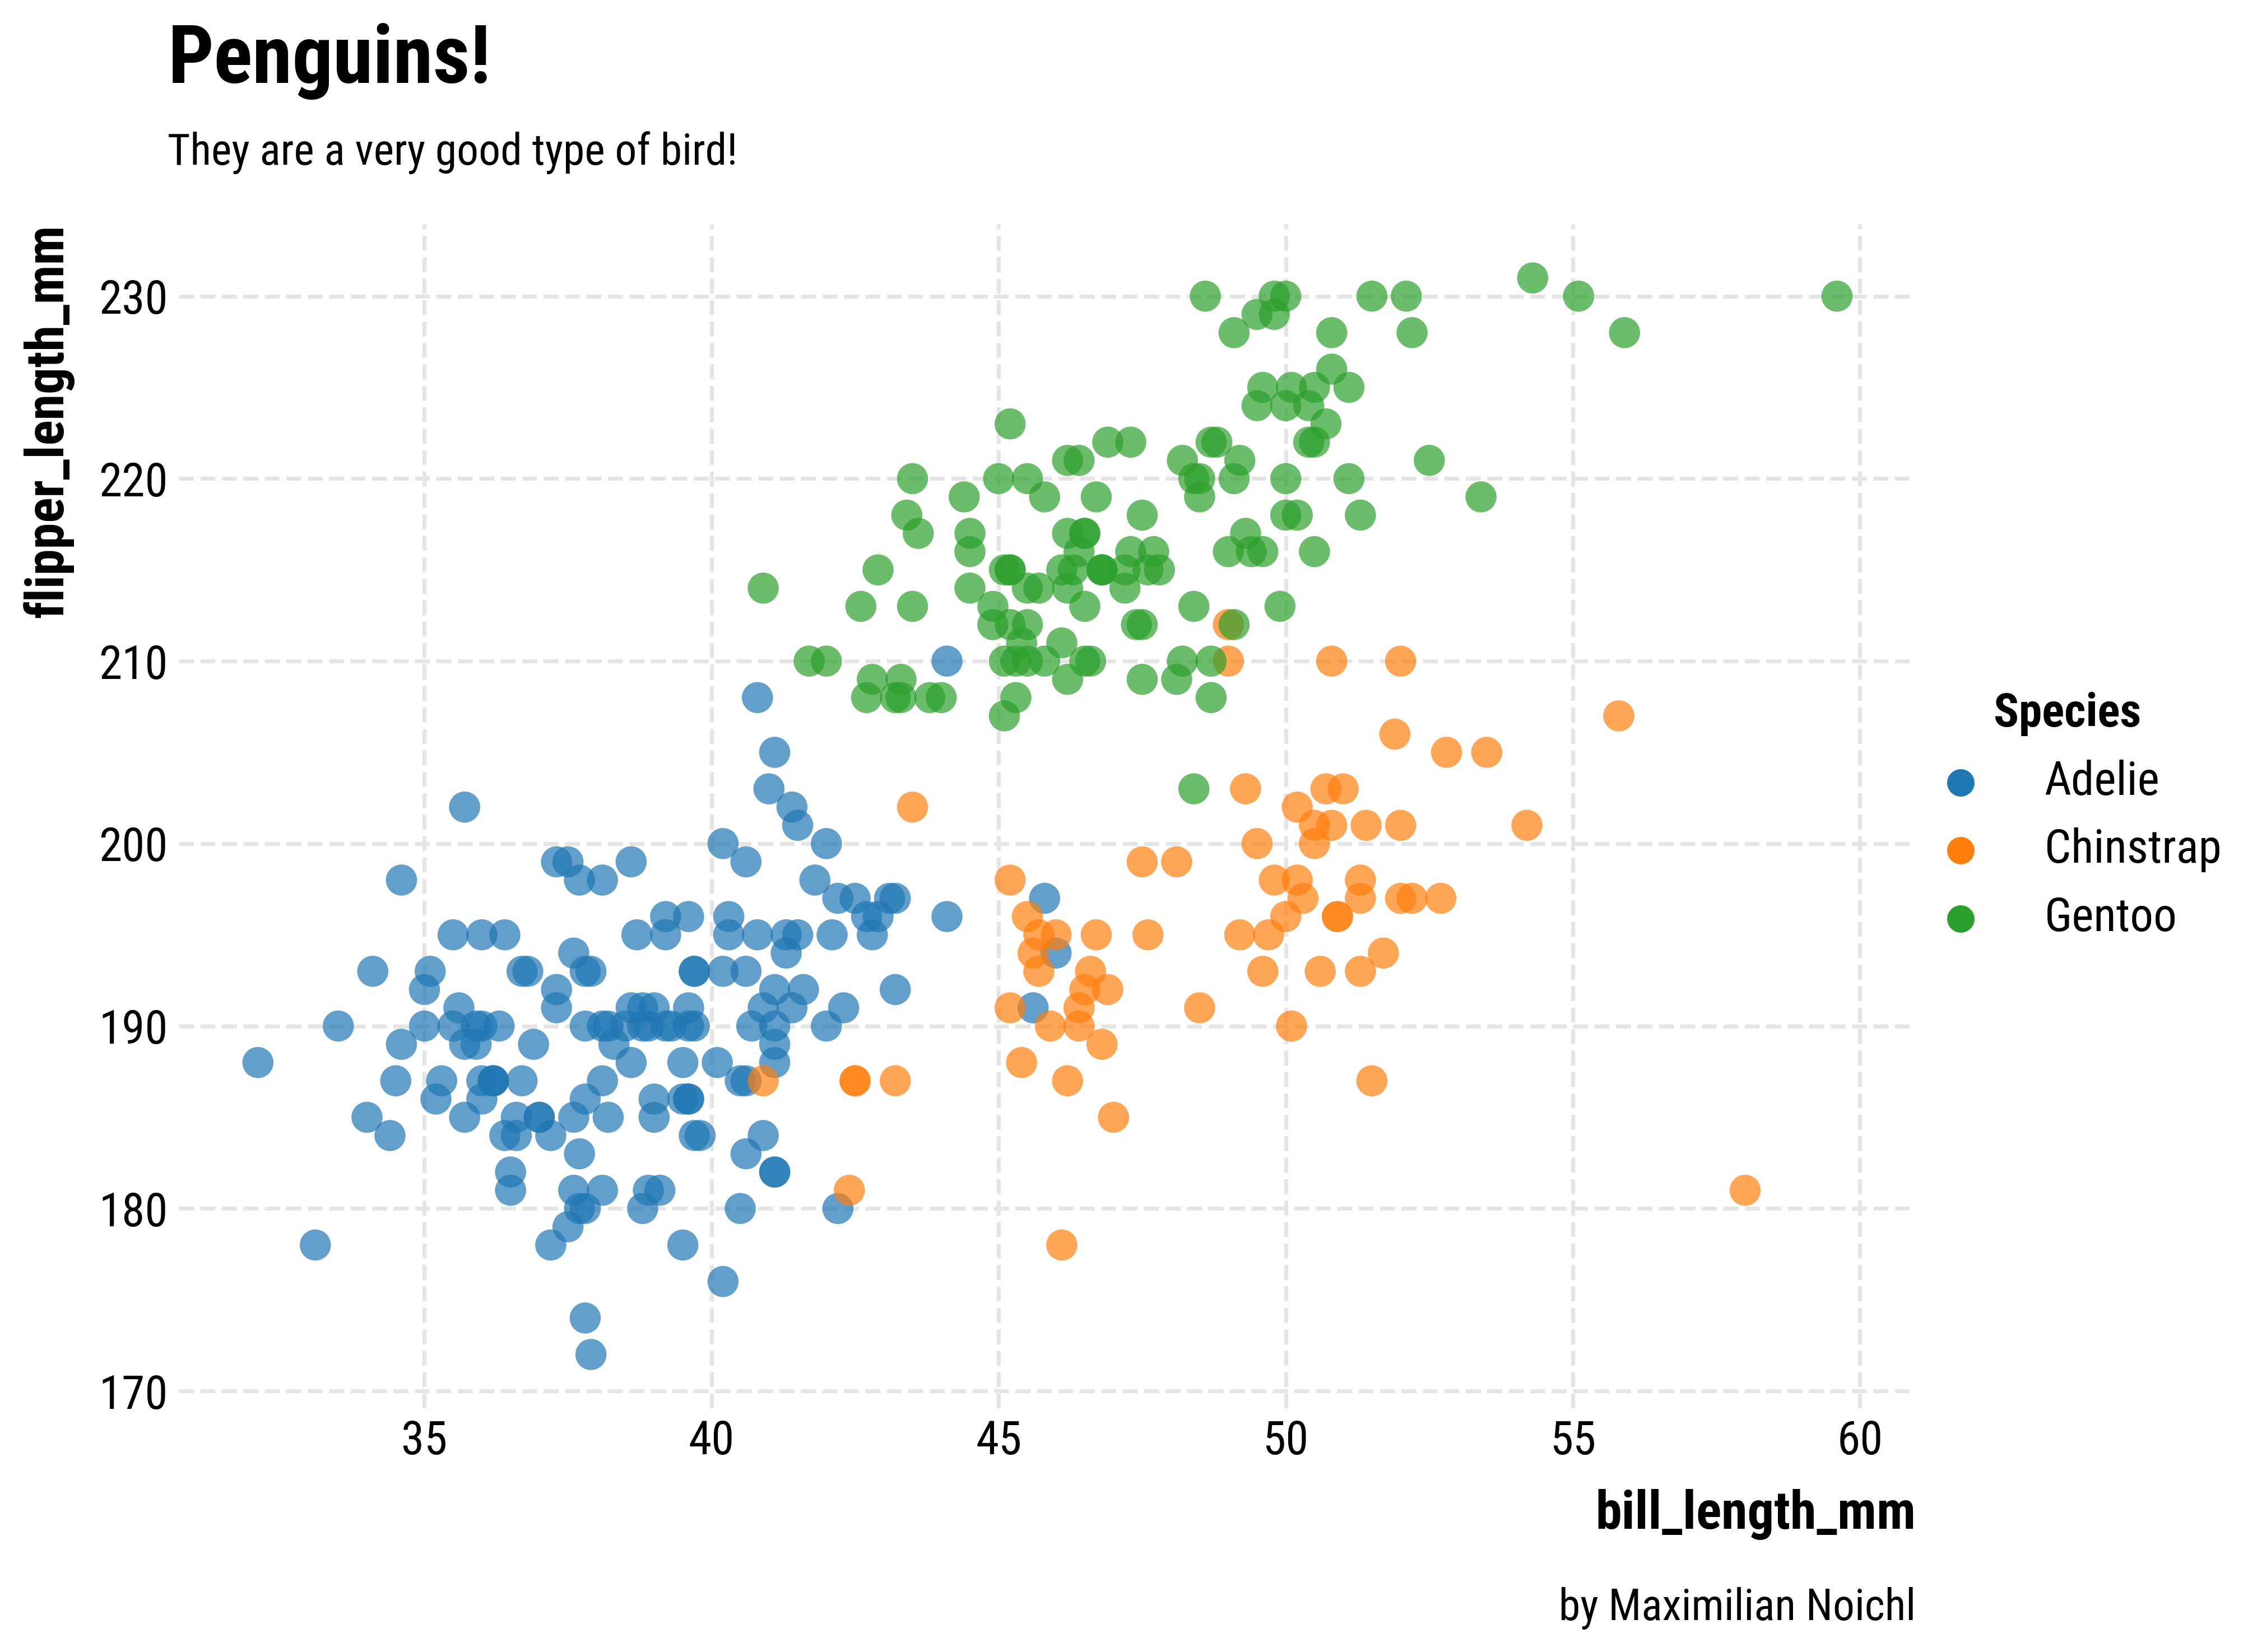 Penguins!
They are a very good type of bird!
flipper_length_mm
230
220
210
200
190
180
170
35
40
45
50
55
60
bill_length_mm
Species
Adelie
Chinstrap
Gentoo
by Maximilian Noichl